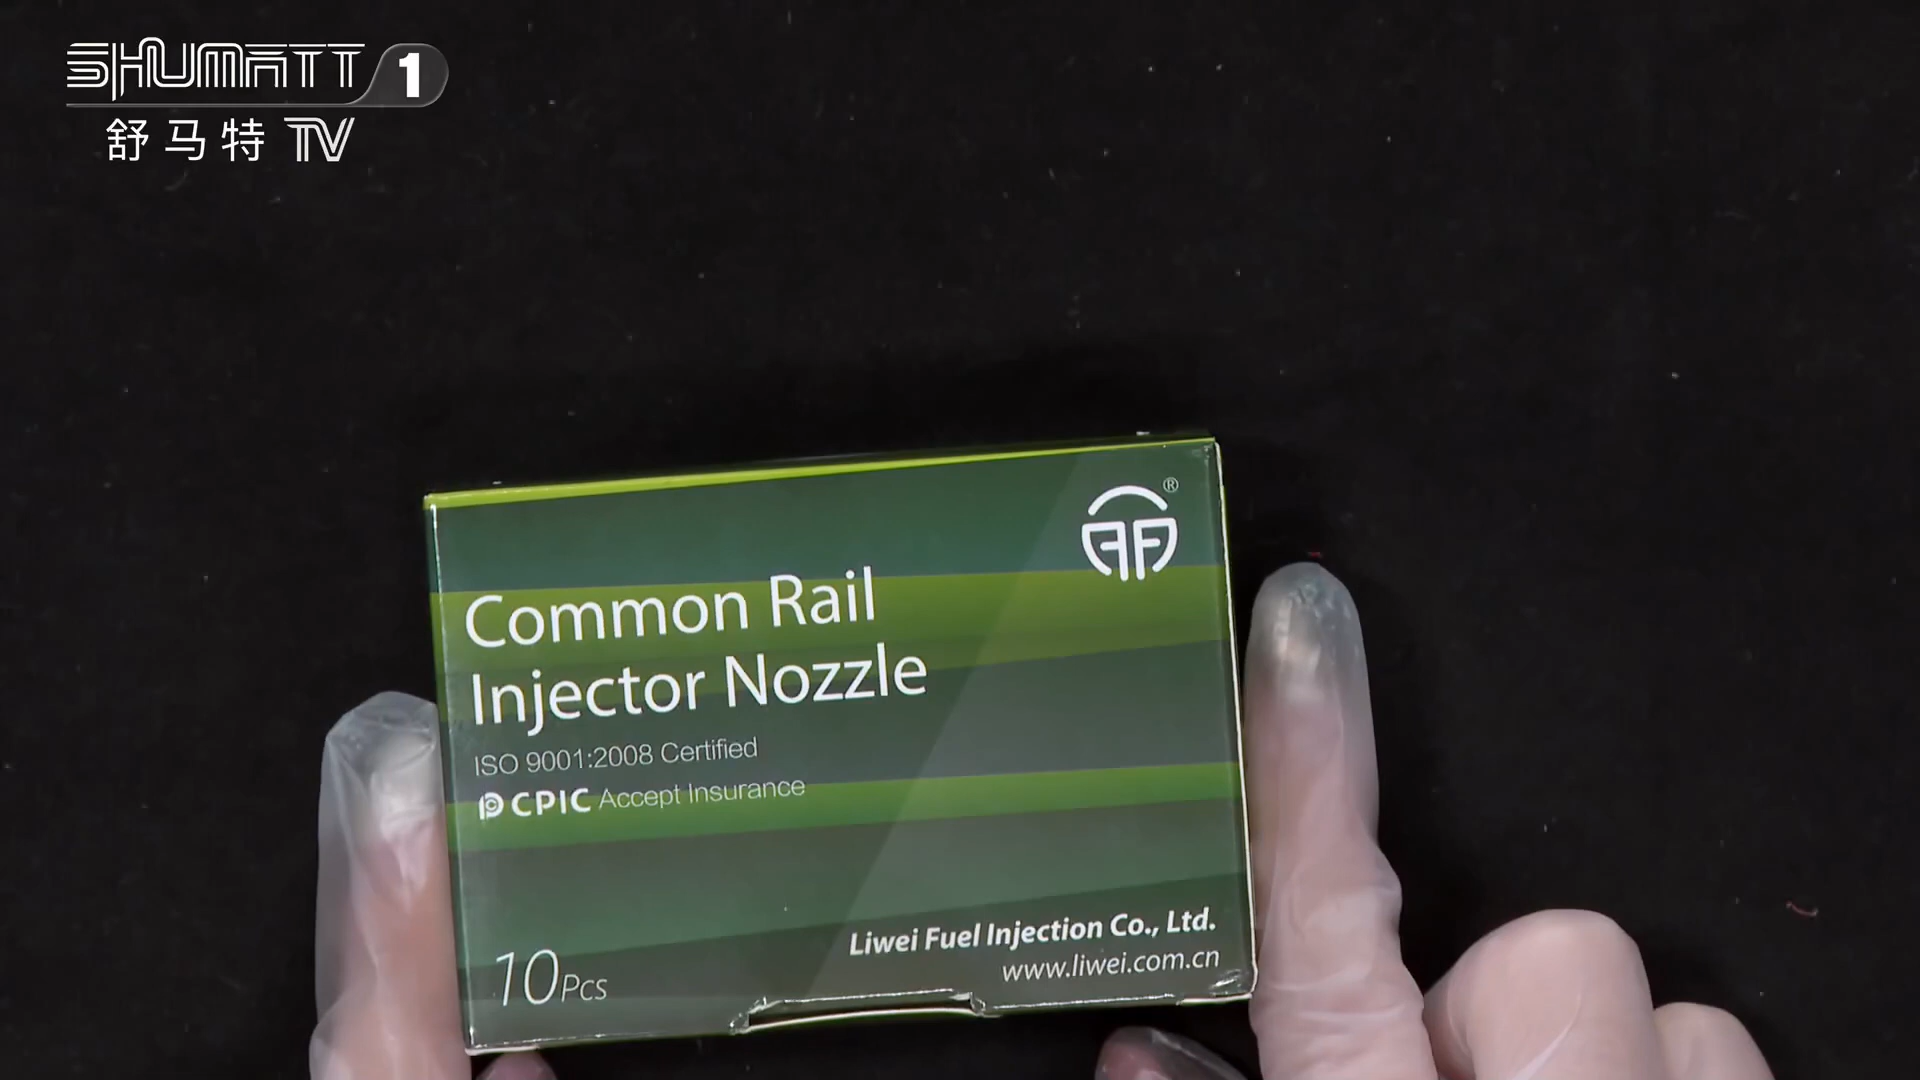 SHUMATT 1
舒马特 TV
®
Common Rail
Injector Nozzle
ISO 9001:2008 Certified
CPIC Accept Insurance
10Pcs
Liwei Fuel Injection Co., Ltd.
www.liwei.com.cn